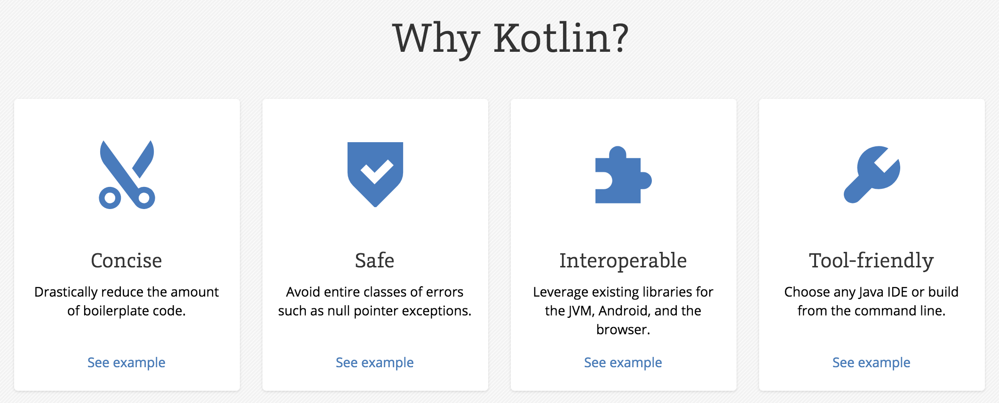 Why Kotlin?
Concise
Drastically reduce the amount
of boilerplate code.
See example
Safe
Avoid entire classes of errors
such as null pointer exceptions.
See example
Interoperable
Leverage existing libraries for
the JVM, Android, and the
browser.
See example
Tool-friendly
Choose any Java IDE or build
from the command line.
See example